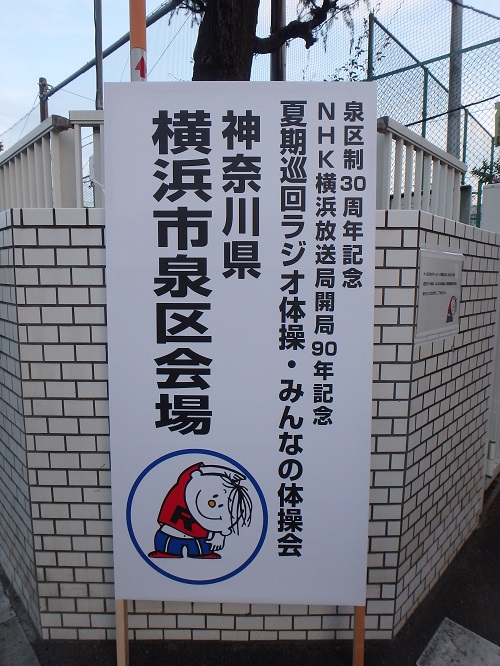 泉区制30周年記念
NHK横浜放送局開局90年記念
夏期巡回ラジオ体操・みんなの体操会
神奈川県
横浜市泉区会場